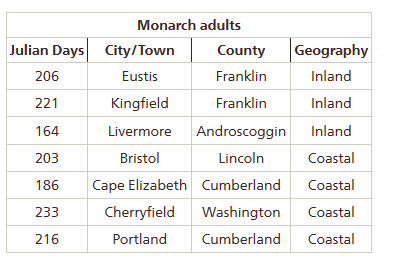 Monarch adults
Julian Days City/Town County Geography
206 Eustis Franklin Inland
221 Kingfield Franklin Inland
164 Livermore Androscoggin Inland
203 Bristol Lincoln Coastal
186 Cape Elizabeth Cumberland Coastal
233 Cherryfield Washington Coastal
216 Portland Cumberland Coastal